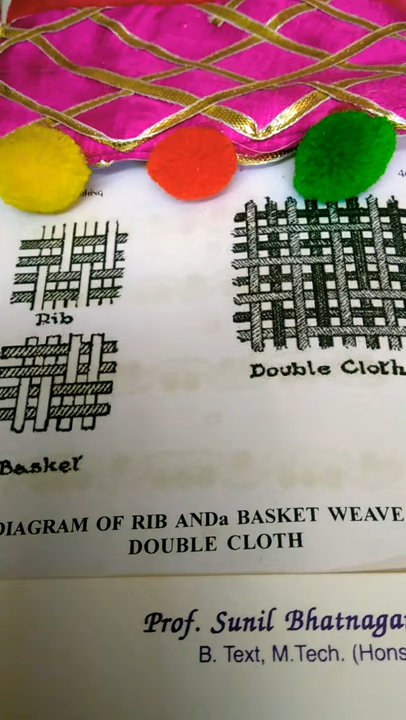 Rib
Double Cloth
Basket
DIAGRAM OF RIB ANDa BASKET WEAVE
DOUBLE CLOTH
Prof. Sunil Bhatnaga
B. Text, M.Tech. (Hons